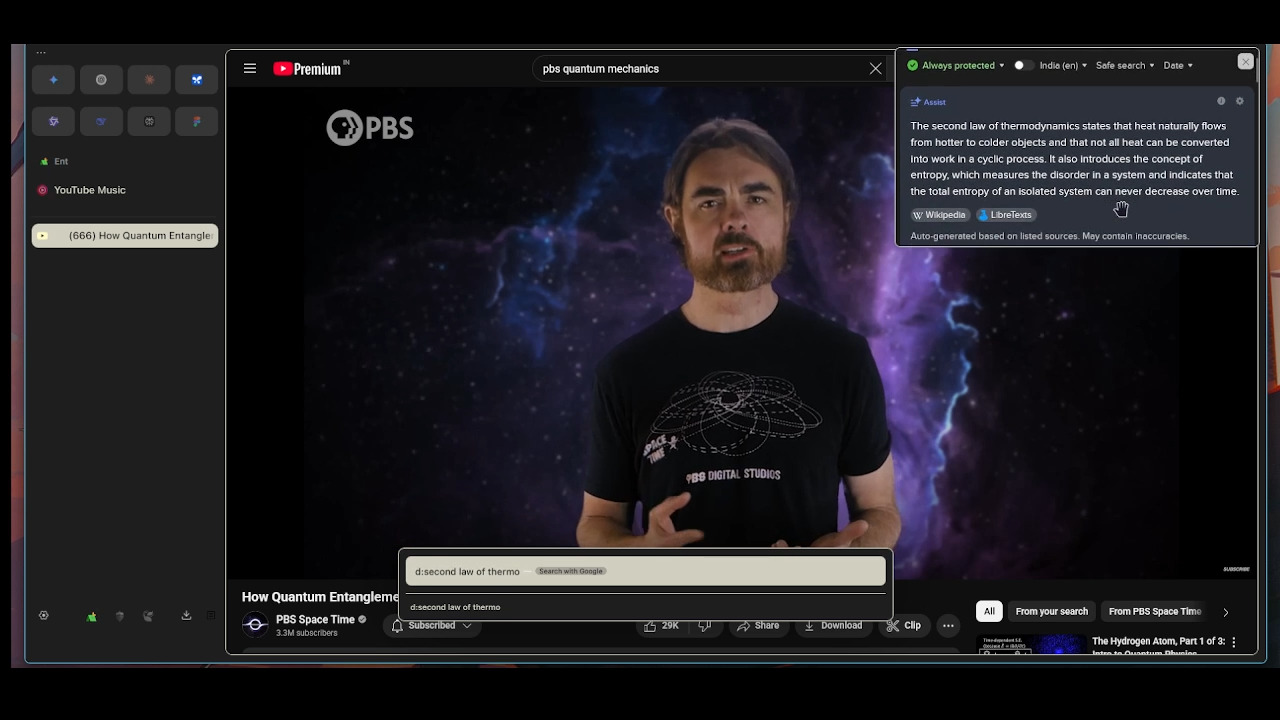 ...
Premium IN
pbs quantum mechanics
Always protected
India (en)
Safe search
Date
Assist
The second law of thermodynamics states that heat naturally flows
from hotter to colder objects and that not all heat can be converted
into work in a cyclic process. It also introduces the concept of
entropy, which measures the disorder in a system and indicates that
the total entropy of an isolated system can never decrease over time.
W Wikipedia
LibreTexts
Auto-generated based on listed sources. May contain inaccuracies.
Ent
YouTube Music
(666) How Quantum Entangle
PBS
SPACE
TIME
PBS DIGITAL STUDIOS
SUBSCRIBE
d:second law of thermo — Search with Google
d:second law of thermo
How Quantum Entangleme
PBS Space Time
3.3M subscribers
Subscribed
29K
Share
Download
Clip
...
All
From your search
From PBS Space Time
The Hydrogen Atom, Part 1 of 3:
Intro to Quantum Physics